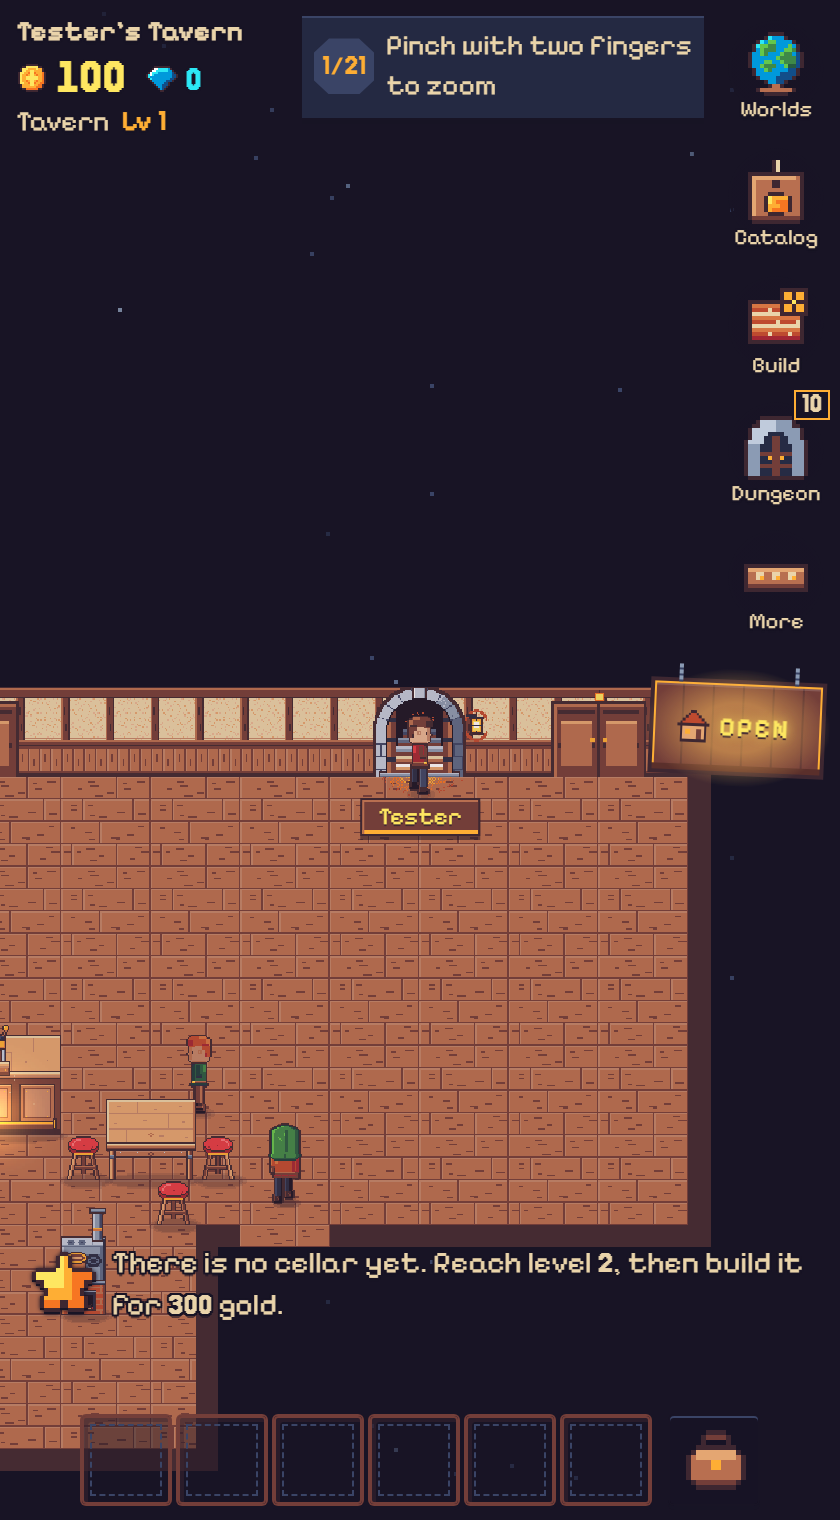 Tester's Tavern
100
0
Tavern Lv 1
1/21
Pinch with two fingers
to zoom
Worlds
Catalog
Build
10
Dungeon
More
OPEN
Tester
There is no cellar yet. Reach level 2, then build it
for 300 gold.